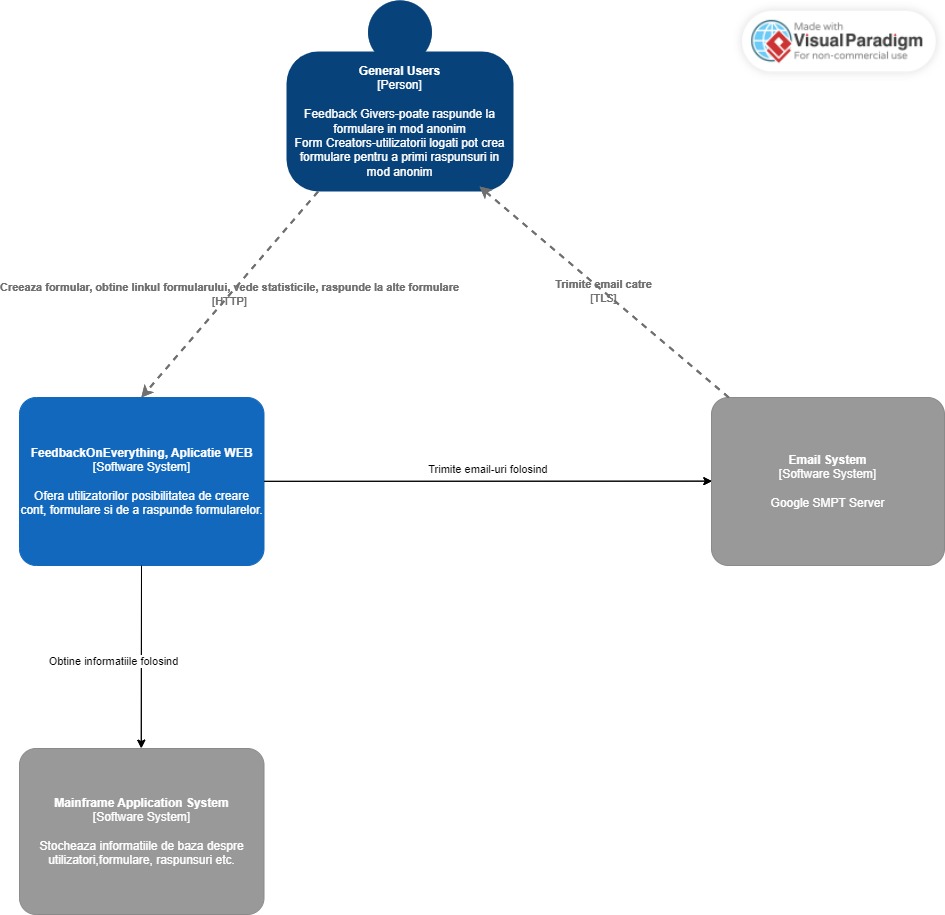 Made with
VisualParadigm
For non-commercial use
General Users
[Person]
Feedback Givers-poate raspunde la
formulare in mod anonim
Form Creators-utilizatorii logati pot crea
formulare pentru a primi raspunsuri in
mod anonim
Creeaza formular, obtine linkul formularului, vede statisticile, raspunde la alte formulare
[HTTP]
Trimite email catre
[TLS]
FeedbackOnEverything, Aplicatie WEB
[Software System]
Ofera utilizatorilor posibilitatea de creare
cont, formulare si de a raspunde formularelor.
Trimite email-uri folosind
Email System
[Software System]
Google SMPT Server
Obtine informatiile folosind
Mainframe Application System
[Software System]
Stocheaza informatiile de baza despre
utilizatori,formulare, raspunsuri etc.